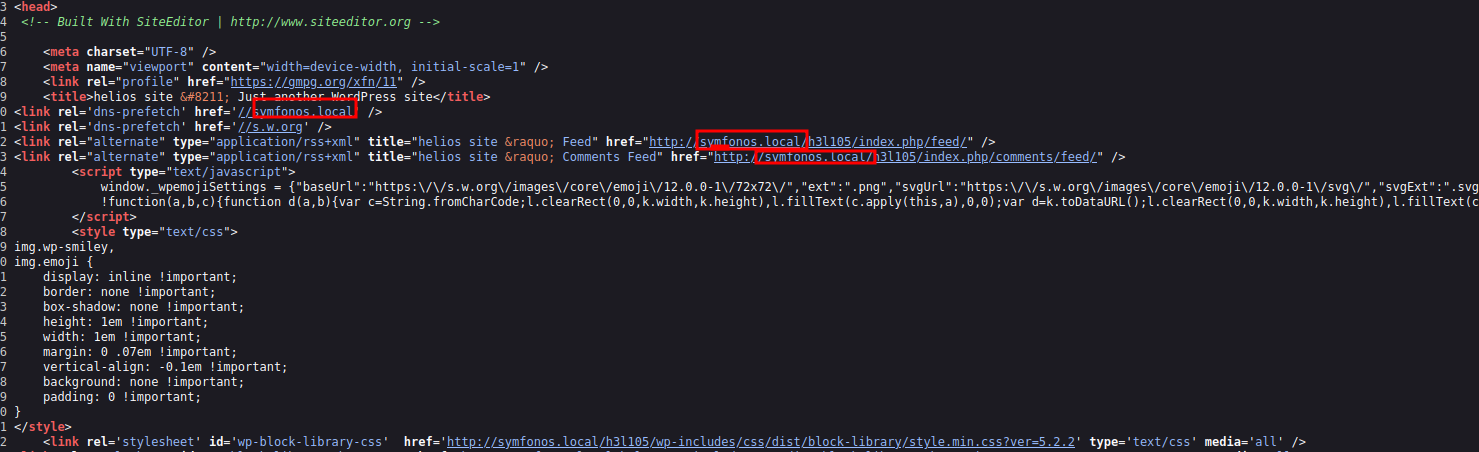 3 <head>
4 <!-- Built With SiteEditor | http://www.siteeditor.org -->
5
6 <meta charset="UTF-8" />
7 <meta name="viewport" content="width=device-width, initial-scale=1" />
8 <link rel="profile" href="https://gmpg.org/xfn/11" />
9 <title>helios site &#8211; Just another WordPress site</title>
0 <link rel='dns-prefetch' href='//symfonos.local' />
1 <link rel='dns-prefetch' href='//s.w.org' />
2 <link rel="alternate" type="application/rss+xml" title="helios site &raquo; Feed" href="http://symfonos.local/h3l105/index.php/feed/" />
3 <link rel="alternate" type="application/rss+xml" title="helios site &raquo; Comments Feed" href="http://symfonos.local/h3l105/index.php/comments/feed/" />
4 <script type="text/javascript">
5 window._wpemojiSettings = {"baseUrl":"https:\/\/s.w.org\/images\/core\/emoji\/12.0.0-1\/72x72\/","ext":".png","svgUrl":"https:\/\/s.w.org\/images\/core\/emoji\/12.0.0-1\/svg\/","svgExt":".svg
6 !function(a,b,c){function d(a,b){var c=String.fromCharCode;l.clearRect(0,0,k.width,k.height),l.fillText(c.apply(this,a),0,0);var d=k.toDataURL();l.clearRect(0,0,k.width,k.height),l.fillText(c
7 </script>
8 <style type="text/css">
9 img.wp-smiley,
0 img.emoji {
1 display: inline !important;
2 border: none !important;
3 box-shadow: none !important;
4 height: 1em !important;
5 width: 1em !important;
6 margin: 0 .07em !important;
7 vertical-align: -0.1em !important;
8 background: none !important;
9 padding: 0 !important;
0 }
1 </style>
2 <link rel='stylesheet' id='wp-block-library-css' href='http://symfonos.local/h3l105/wp-includes/css/dist/block-library/style.min.css?ver=5.2.2' type='text/css' media='all' />